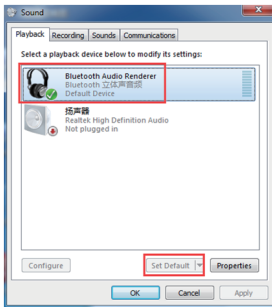 Sound
Playback Recording Sounds Communications
Select a playback device below to modify its settings:
Bluetooth Audio Renderer
Bluetooth 立体声音频
Default Device
扬声器
Realtek High Definition Audio
Not plugged in
Configure Set Default Properties
OK Cancel Apply